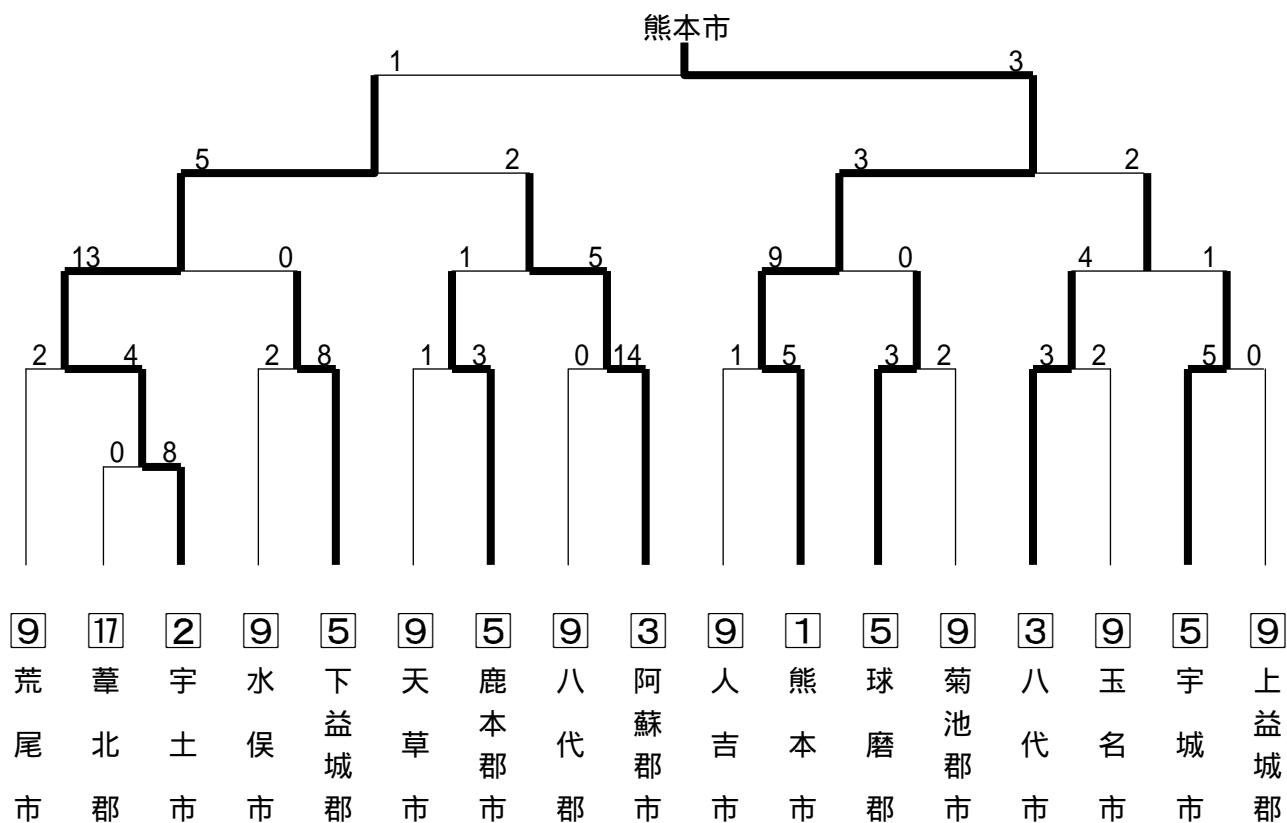 熊本市
1 3
5 2 3 2
13 0 1 5 9 0 4 1
2 4 2 8 1 3 0 14 1 5 3 2 3 2 5 0
0 8
9 17 2 9 5 9 5 9 3 9 1 5 9 3 9 5 9
荒尾市
葦北郡
宇土市
水俣市
下益城郡
天草市
鹿本郡市
八代郡
阿蘇郡市
人吉市
熊本市
球磨郡
菊池郡市
八代市
玉名市
宇城市
上益城郡